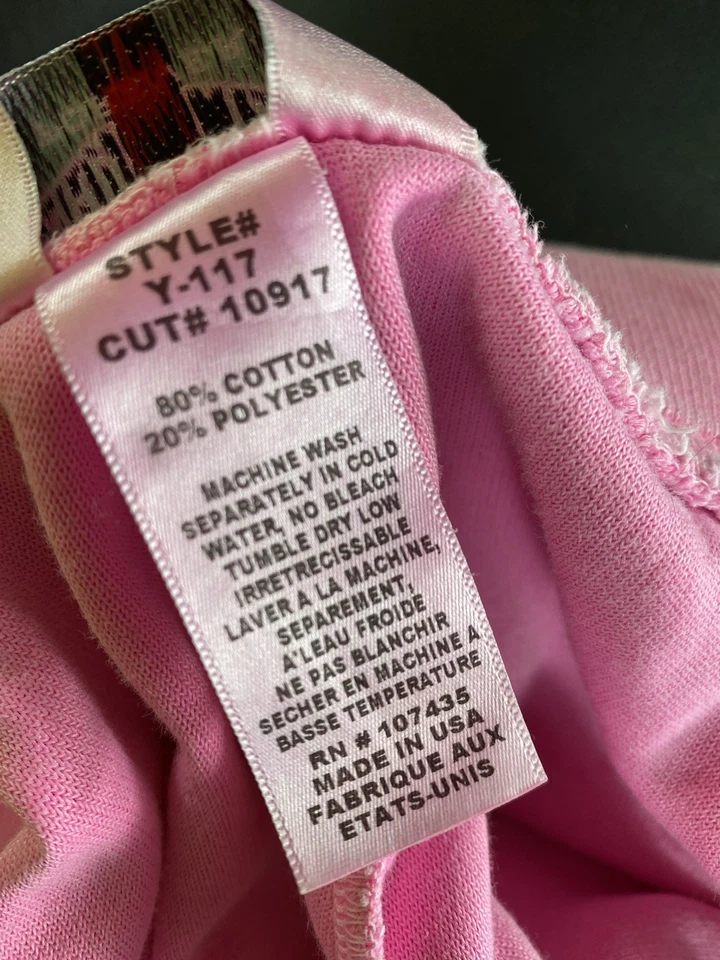 STYLE#
Y-117
CUT# 10917
80% COTTON
20% POLYESTER
MACHINE WASH
SEPARATELY IN COLD
WATER, NO BLEACH
TUMBLE DRY LOW
IRRETRECISSABLE
LAVER A LA MACHINE,
SEPAREMENT,
A'LEAU FROIDE
NE PAS BLANCHIR
SECHER EN MACHINE A
BASSE TEMPERATURE
RN # 107435
MADE IN USA
FABRIQUE AUX
ETATS-UNIS